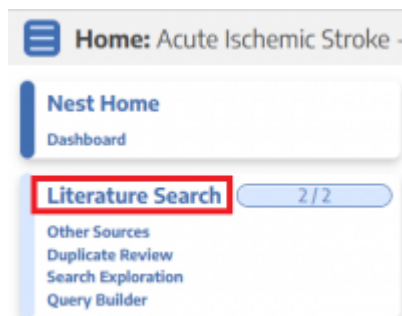 Home: Acute Ischemic Stroke -
Nest Home
Dashboard
Literature Search 2/2
Other Sources
Duplicate Review
Search Exploration
Query Builder